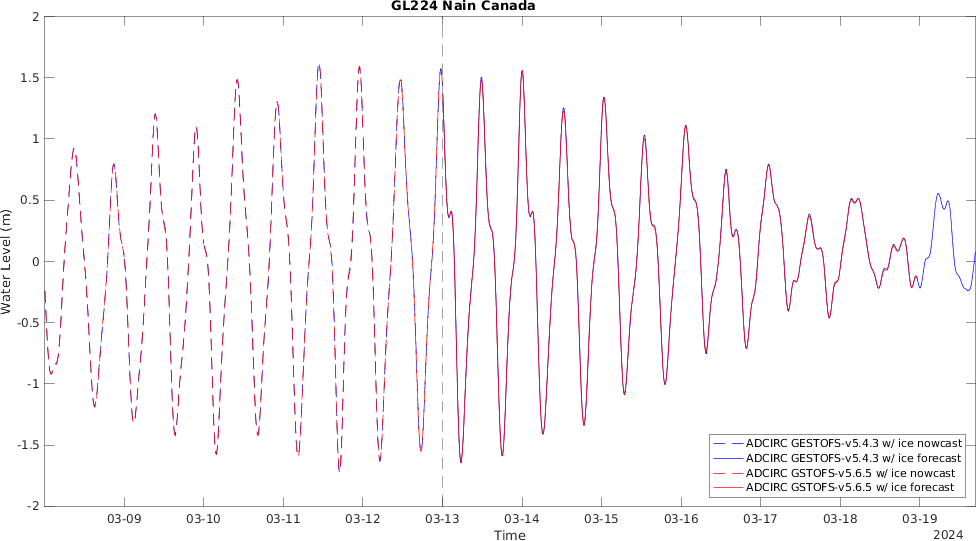 GL224 Nain Canada
2
1.5
1
0.5
0
-0.5
-1
-1.5
-2
Water Level (m)
03-09 03-10 03-11 03-12 03-13 03-14 03-15 03-16 03-17 03-18 03-19
Time
2024
ADCIRC GESTOFS-v5.4.3 w/ ice nowcast
ADCIRC GESTOFS-v5.4.3 w/ ice forecast
ADCIRC GSTOFS-v5.6.5 w/ ice nowcast
ADCIRC GSTOFS-v5.6.5 w/ ice forecast